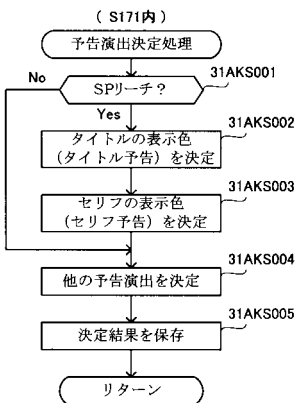 ( S171内 )
予告演出決定処理
31AKS001
No
SPリーチ?
Yes
31AKS002
タイトルの表示色
(タイトル予告) を決定
31AKS003
セリフの表示色
(セリフ予告) を決定
31AKS004
他の予告演出を決定
31AKS005
決定結果を保存
リターン